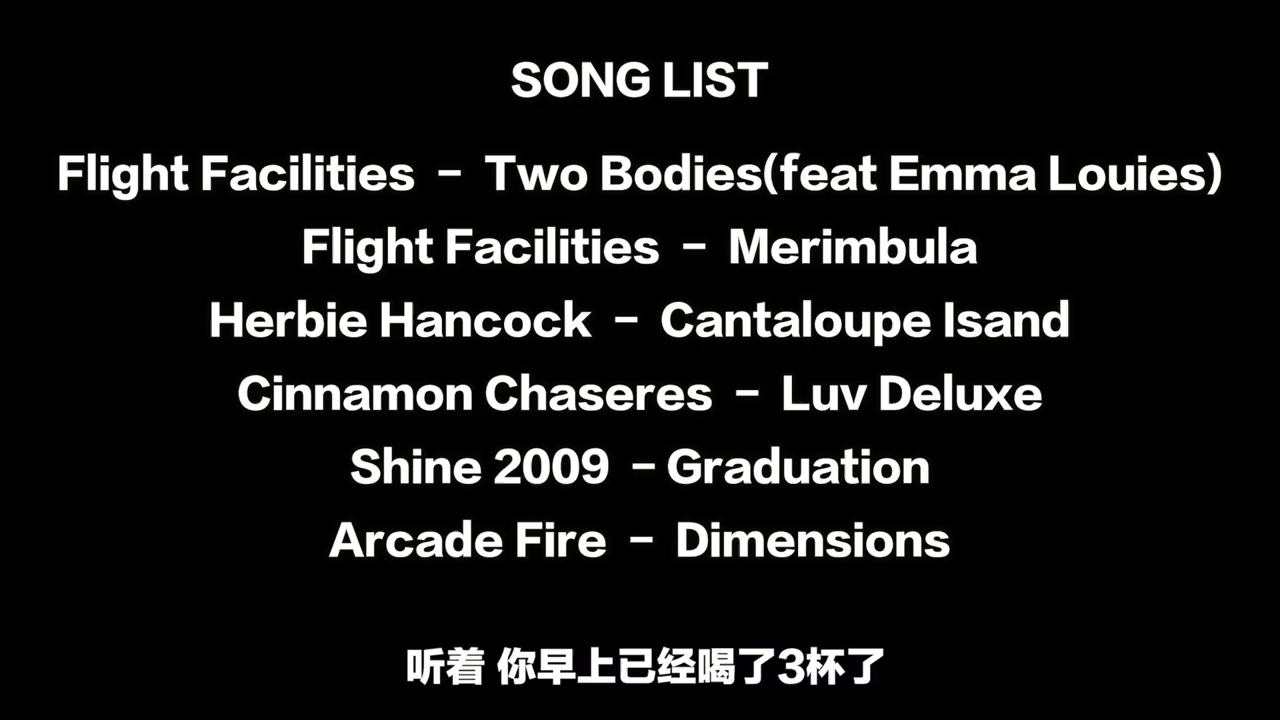 SONG LIST
Flight Facilities – Two Bodies(feat Emma Louies)
Flight Facilities – Merimbula
Herbie Hancock – Cantaloupe Isand
Cinnamon Chaseres – Luv Deluxe
Shine 2009 –Graduation
Arcade Fire – Dimensions
听着 你早上已经喝了3杯了